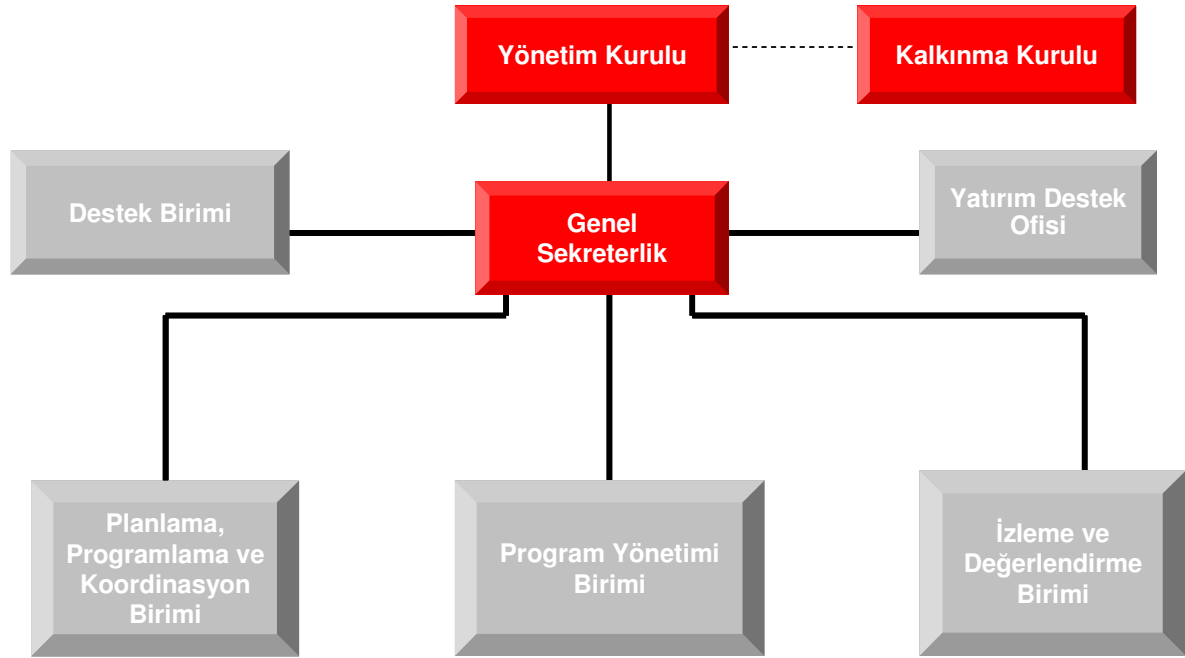 Yönetim Kurulu
Kalkınma Kurulu
Destek Birimi
Genel
Sekreterlik
Yatırım Destek
Ofisi
Planlama,
Programlama ve
Koordinasyon
Birimi
Program Yönetimi
Birimi
İzleme ve
Değerlendirme
Birimi